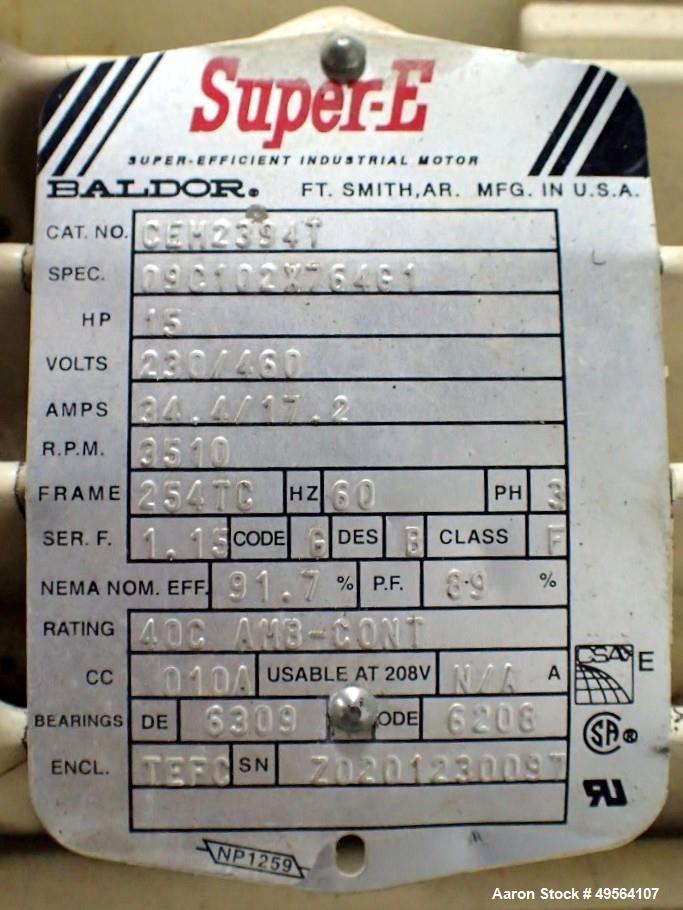 Super-E
SUPER-EFFICIENT INDUSTRIAL MOTOR
BALDOR® FT. SMITH, AR. MFG. IN U.S.A.
CAT. NO. CEM2394T
SPEC. 09C102X764G1
HP 15
VOLTS 230/460
AMPS 34.4/17.2
R.P.M. 3510
FRAME 254TC HZ 60 PH 3
SER. F. 1.15 CODE G DES B CLASS F
NEMA NOM. EFF. 91.7 % P.F. 89 %
RATING 40C AMB-CONT
CC 010A USABLE AT 208V N/A A
BEARINGS DE 6309 ODE 6208
ENCL. TEFC SN Z0201230097
CSA E
SA®
UR
NP1259
Aaron Stock # 49564107